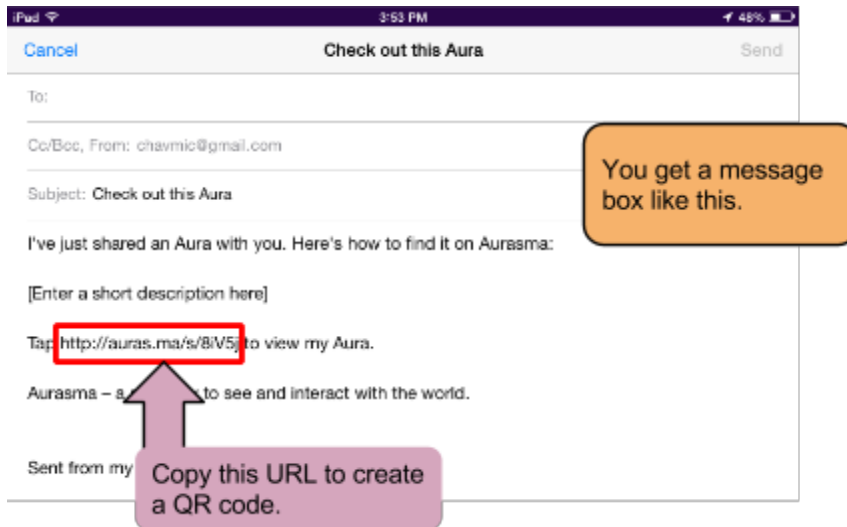 iPad 3:53 PM 48%
Cancel Check out this Aura Send
To:
Cc/Bcc, From: chavmic@gmail.com
Subject: Check out this Aura
You get a message
box like this.
I've just shared an Aura with you. Here's how to find it on Aurasma:
[Enter a short description here]
Tap http://auras.ma/s/8iV5j to view my Aura.
Aurasma – a to see and interact with the world.
Sent from my
Copy this URL to create
a QR code.